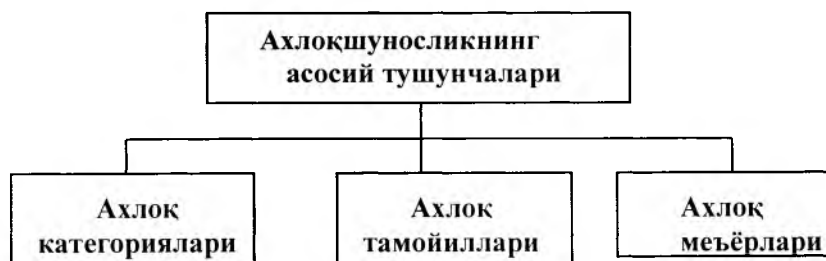 Ахлоқшуносликнинг
асосий тушунчалари
Ахлоқ
категориялари
Ахлоқ
тамойиллари
Ахлоқ
меъёрлари